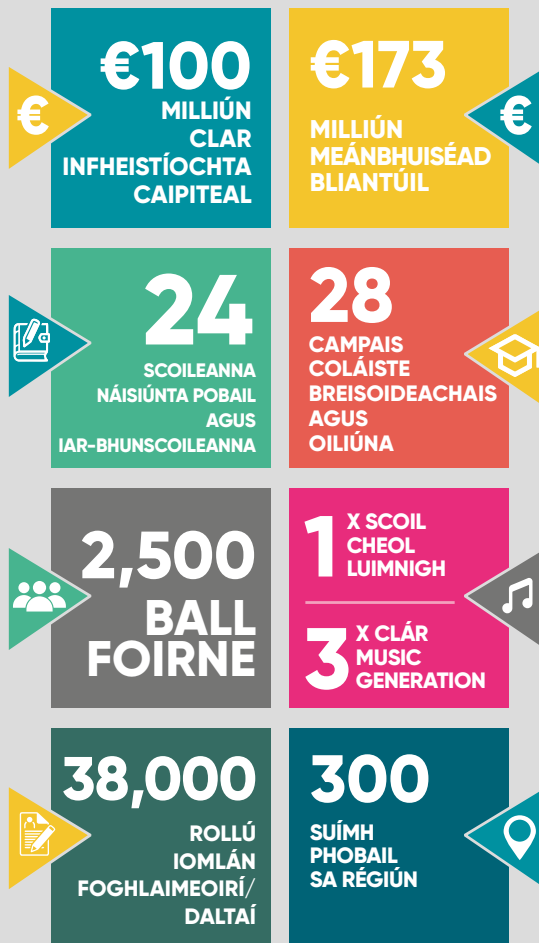 €100
MILLIÚN
CLAR
INFHEISTÍOCHTA
CAIPITEAL
€
€173
MILLIÚN
MEÁNBHUISÉAD
BLIANTÚIL
€
24
SCOILEANNA
NÁISIÚNTA POBAIL
AGUS
IAR-BHUNSCOILEANNA
28
CAMPAIS
COLÁISTE
BREISOIDEACHAIS
AGUS
OILIÚNA
2,500
BALL
FOIRNE
1 X SCOIL
CHEOL
LUIMNIGH
3 X CLÁR
MUSIC
GENERATION
38,000
ROLLÚ
IOMLÁN
FOGHLAIMEOIRÍ/
DALTAÍ
300
SUÍMH
PHOBAIL
SA RÉGIÚN